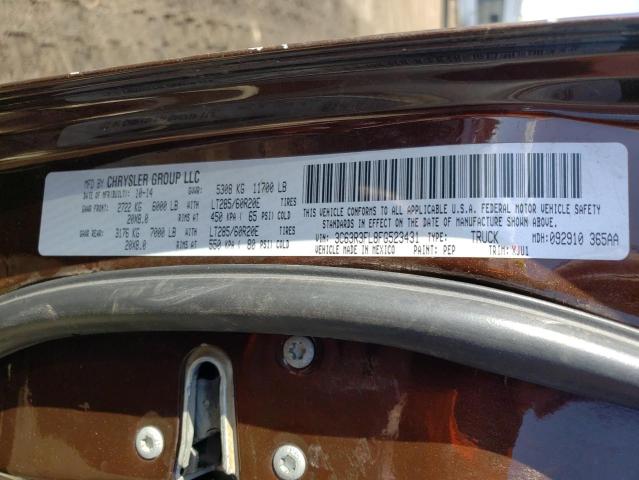 MFD BY CHRYSLER GROUP LLC
DATE OF MFR/BUILT: 10-14 GVWR: 5308 KG 11700 LB
GAWR FRONT: 2722 KG 6000 LB WITH LT285/60R20E TIRES
20X8.0 RIMS AT 450 KPA ( 65 PSI COLD
GAWR REAR: 3176 KG 7000 LB WITH LT285/60R20E TIRES
20X8.0 RIMS AT 550 KPA ( 80 PSI COLD
THIS VEHICLE CONFORMS TO ALL APPLICABLE U.S.A. FEDERAL MOTOR VEHICLE SAFETY
STANDARDS IN EFFECT ON THE DATE OF MANUFACTURE SHOWN ABOVE
VIN: 3C63R3FL8FG523431 TYPE: TRUCK MDH: 092910 365AA
VEHICLE MADE IN MEXICO PAINT: PEP TRIM: XJU1